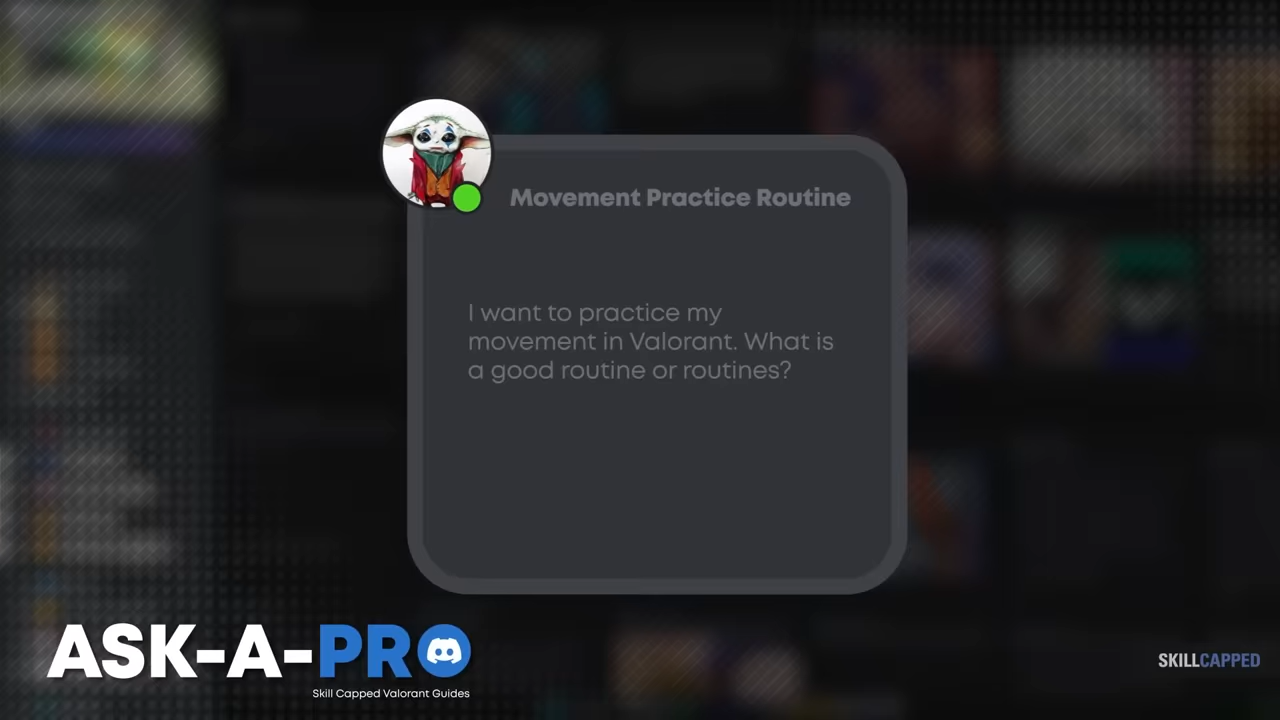 Movement Practice Routine
I want to practice my
movement in Valorant. What is
a good routine or routines?
ASK-A-PRO
Skill Capped Valorant Guides
SKILLCAPPED